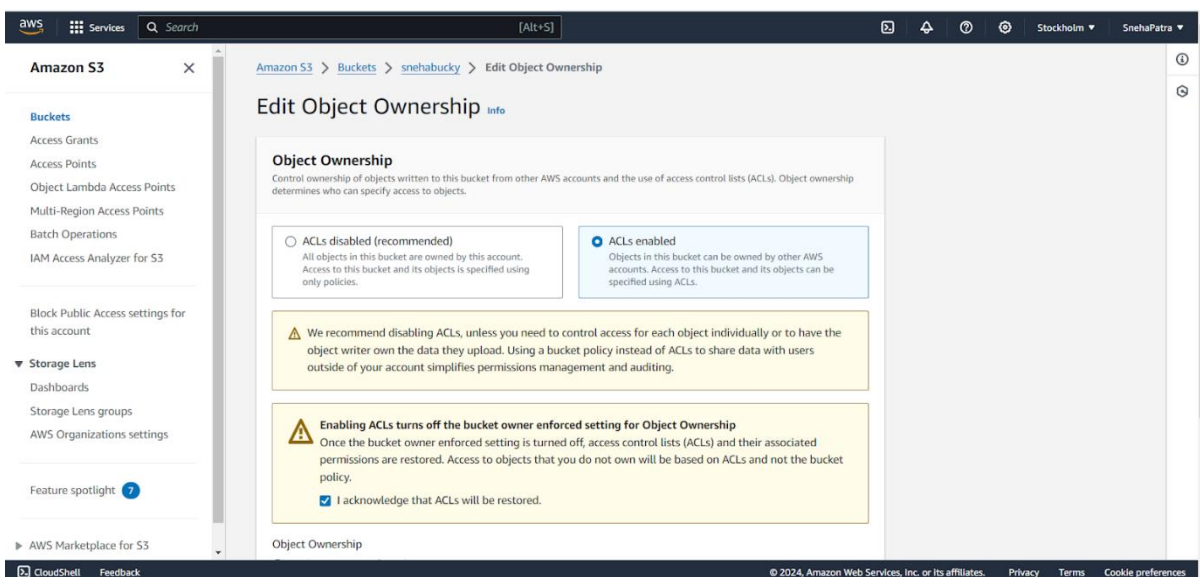 aws
Services
Search
[Alt+S]
Stockholm ▼
SnehaPatra ▼
Amazon S3
Buckets
Access Grants
Access Points
Object Lambda Access Points
Multi-Region Access Points
Batch Operations
IAM Access Analyzer for S3
Block Public Access settings for
this account
Storage Lens
Dashboards
Storage Lens groups
AWS Organizations settings
Feature spotlight 7
AWS Marketplace for S3
Amazon S3 > Buckets > snehabucky > Edit Object Ownership
Edit Object Ownership Info
Object Ownership
Control ownership of objects written to this bucket from other AWS accounts and the use of access control lists (ACLs). Object ownership
determines who can specify access to objects.
ACLs disabled (recommended)
All objects in this bucket are owned by this account.
Access to this bucket and its objects is specified using
only policies.
ACLs enabled
Objects in this bucket can be owned by other AWS
accounts. Access to this bucket and its objects can be
specified using ACLs.
We recommend disabling ACLs, unless you need to control access for each object individually or to have the
object writer own the data they upload. Using a bucket policy instead of ACLs to share data with users
outside of your account simplifies permissions management and auditing.
Enabling ACLs turns off the bucket owner enforced setting for Object Ownership
Once the bucket owner enforced setting is turned off, access control lists (ACLs) and their associated
permissions are restored. Access to objects that you do not own will be based on ACLs and not the bucket
policy.
I acknowledge that ACLs will be restored.
Object Ownership
CloudShell
Feedback
© 2024, Amazon Web Services, Inc. or its affiliates.
Privacy
Terms
Cookie preferences